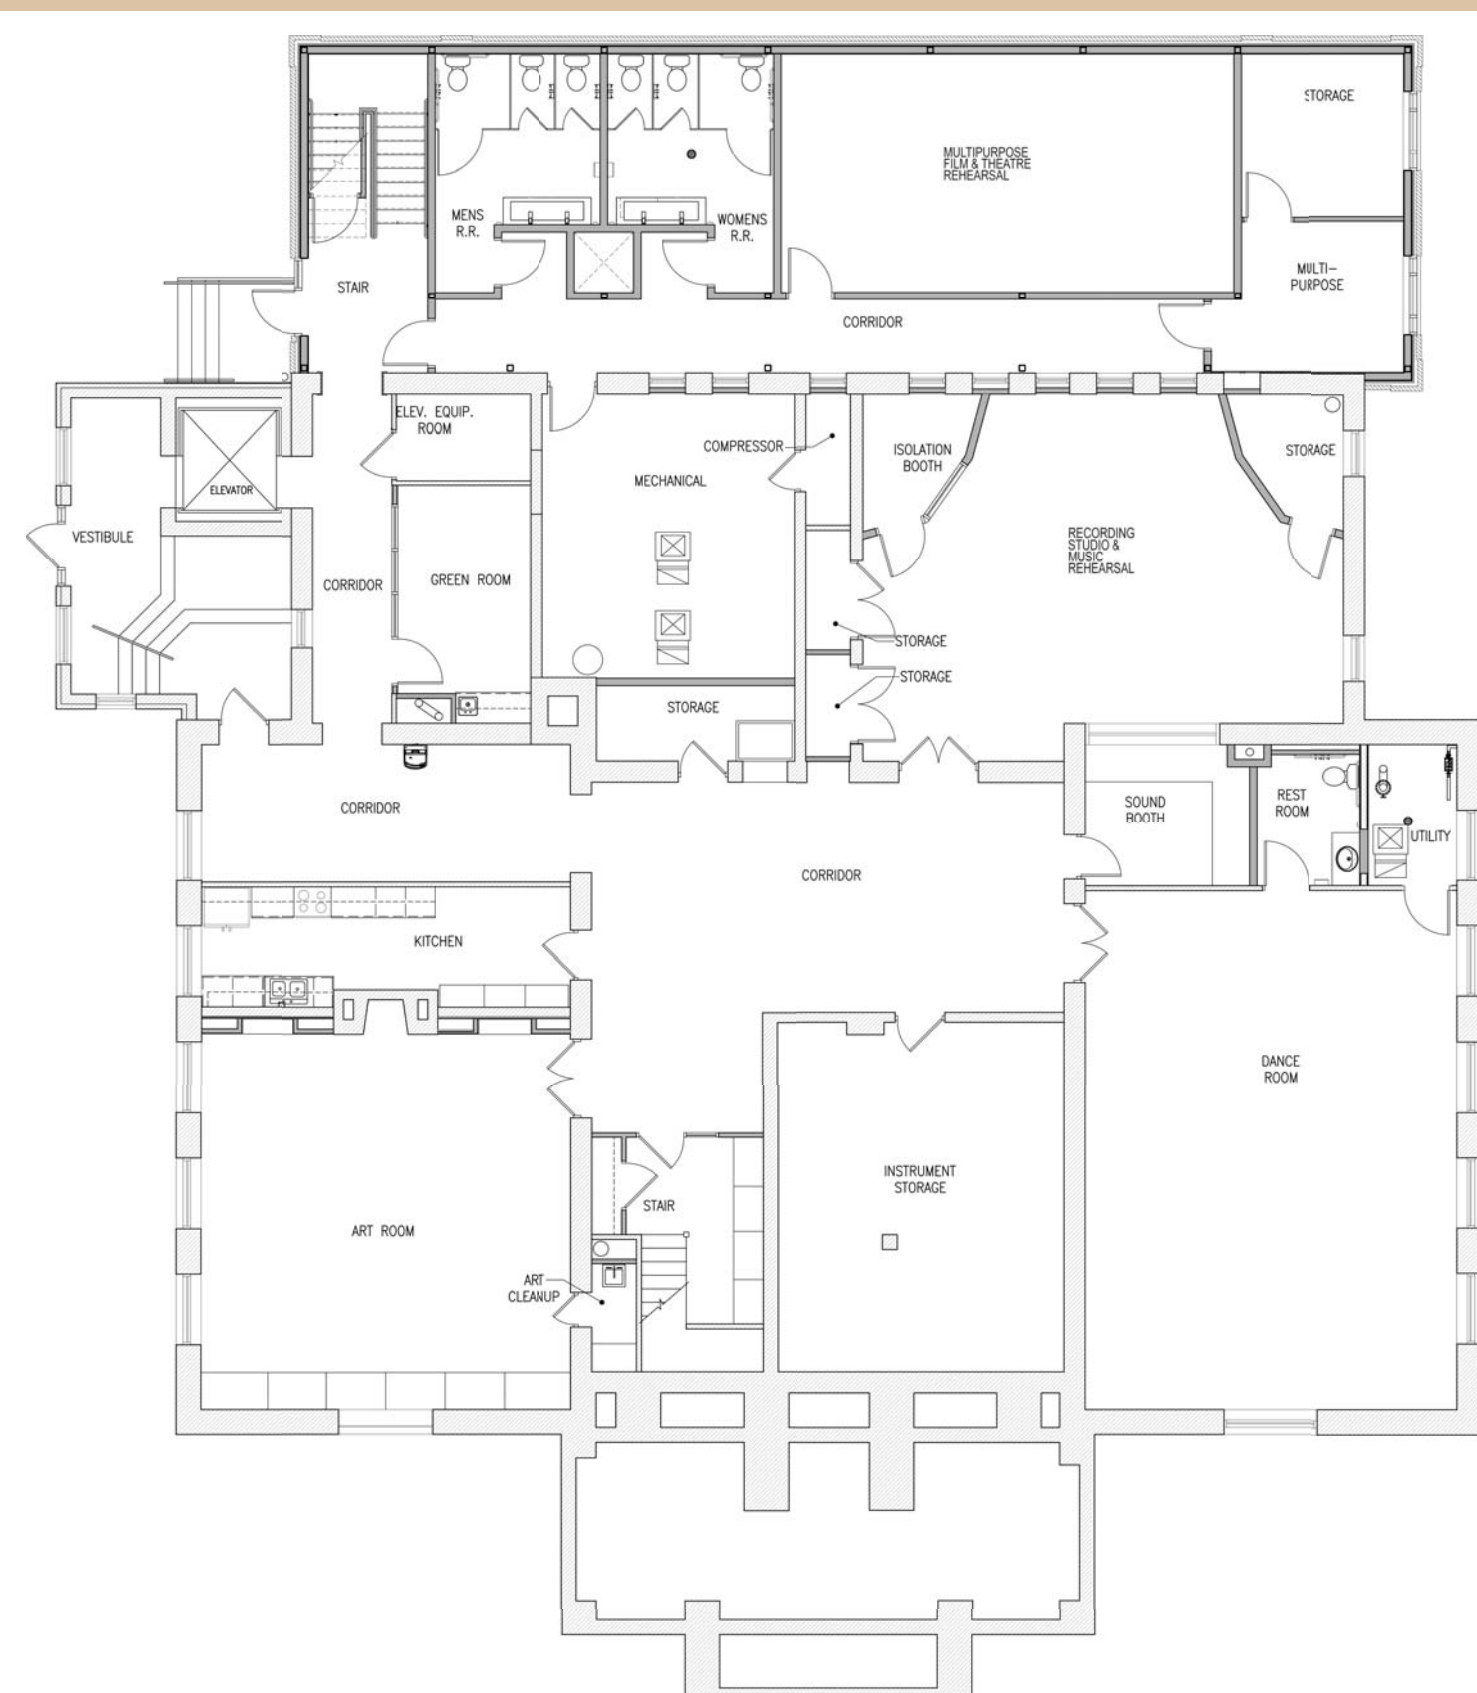 STORAGE
MULTIPURPOSE
FILM & THEATRE
REHEARSAL
MENS
R.R.
WOMENS
R.R.
MULTI-
PURPOSE
STAIR
CORRIDOR
ELEV. EQUIP.
ROOM
COMPRESSOR
ISOLATION
BOOTH
STORAGE
MECHANICAL
ELEVATOR
VESTIBULE
RECORDING
STUDIO &
MUSIC
REHEARSAL
GREEN ROOM
CORRIDOR
STORAGE
STORAGE
STORAGE
CORRIDOR
SOUND
BOOTH
REST
ROOM
UTILITY
CORRIDOR
KITCHEN
DANCE
ROOM
INSTRUMENT
STORAGE
STAIR
ART ROOM
ART
CLEANUP